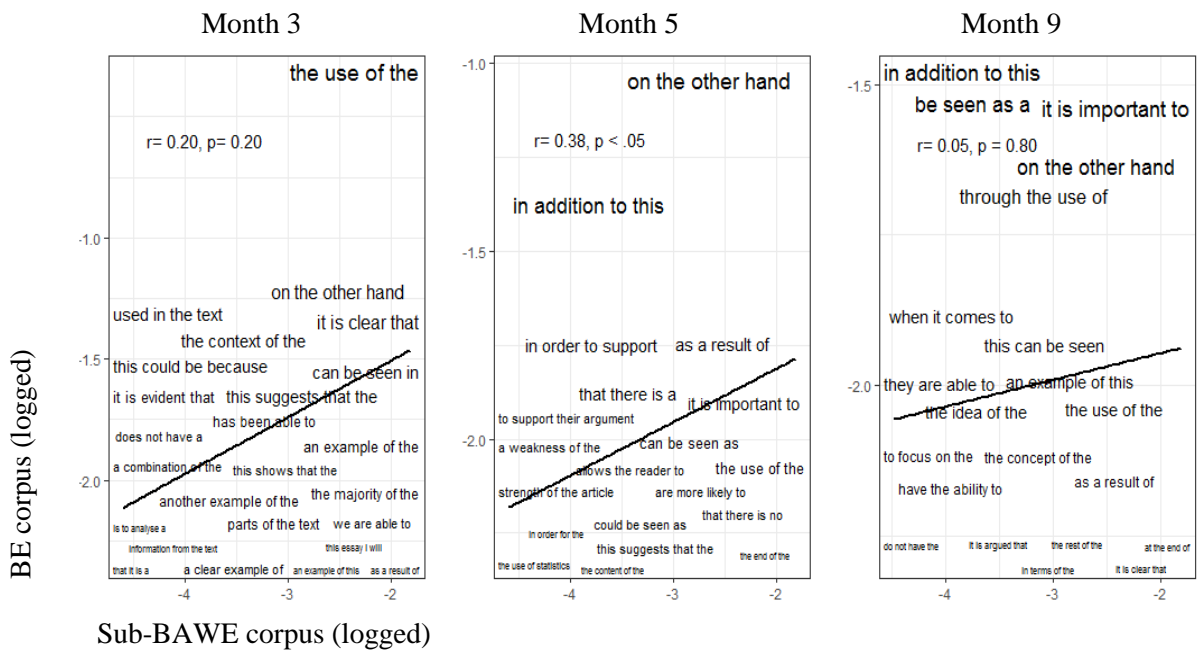 Month 3
Month 5
Month 9
BE corpus (logged)
the use of the
r= 0.20, p= 0.20
-1.0
on the other hand
used in the text
it is clear that
the context of the
-1.5
this could be because
can be seen in
it is evident that
this suggests that the
has been able to
does not have a
an example of the
a combination of the
this shows that the
-2.0
another example of the
the majority of the
is to analyse a
parts of the text
we are able to
information from the text
this essay I will
that it is a
a clear example of
an example of this
as a result of
-4
-3
-2
-1.0
on the other hand
r= 0.38, p < .05
in addition to this
-1.5
in order to support
as a result of
that there is a
it is important to
to support their argument
-2.0
a weakness of the
can be seen as
allows the reader to
the use of the
strength of the article
are more likely to
that there is no
could be seen as
in order for the
this suggests that the
the end of the
the use of statistics
the content of the
-4
-3
-2
in addition to this
-1.5
be seen as a
it is important to
r= 0.05, p = 0.80
on the other hand
through the use of
when it comes to
this can be seen
-2.0
they are able to
an example of this
the idea of the
the use of the
to focus on the
the concept of the
have the ability to
as a result of
do not have the
it is argued that
the rest of the
at the end of
in terms of the
it is clear that
-4
-3
-2
Sub-BAWE corpus (logged)